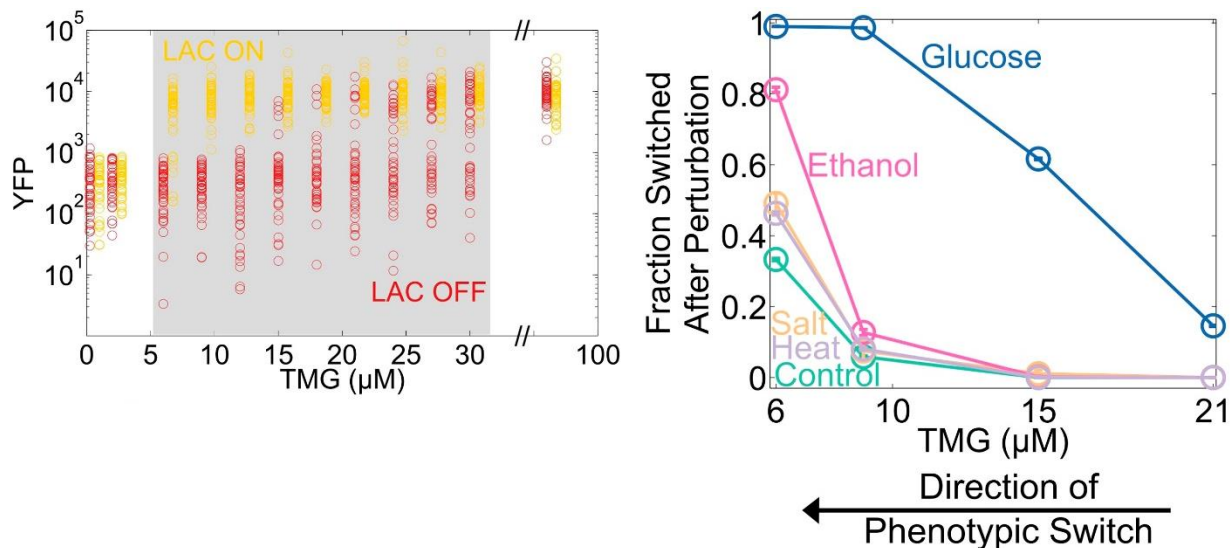 10^5
10^4
10^3
10^2
10^1
YFP
LAC ON
LAC OFF
//
//
0 5 10 15 20 25 30 100
TMG (μM)
1
0.8
0.6
0.4
0.2
0
Fraction Switched
After Perturbation
Glucose
Ethanol
Salt
Heat
Control
6 10 15 21
TMG (μM)
Direction of
Phenotypic Switch